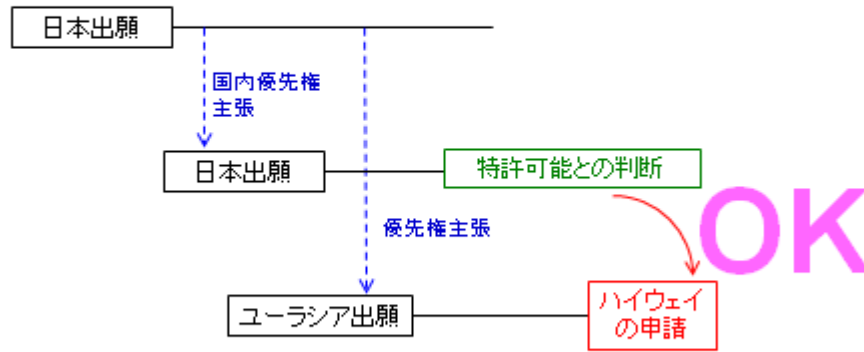 日本出願
国内優先権
主張
日本出願
特許可能との判断
OK
優先権主張
ユーラシア出願
ハイウェイ
の申請